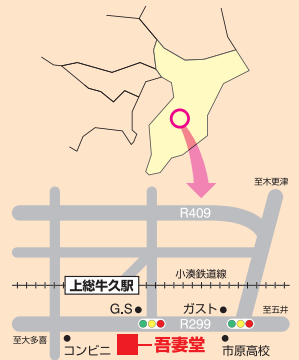 至木更津
R409
小湊鉄道線
上総牛久駅
至五井
G.S
ガスト
R299
至大多喜
コンビニ
吾妻堂
市原高校